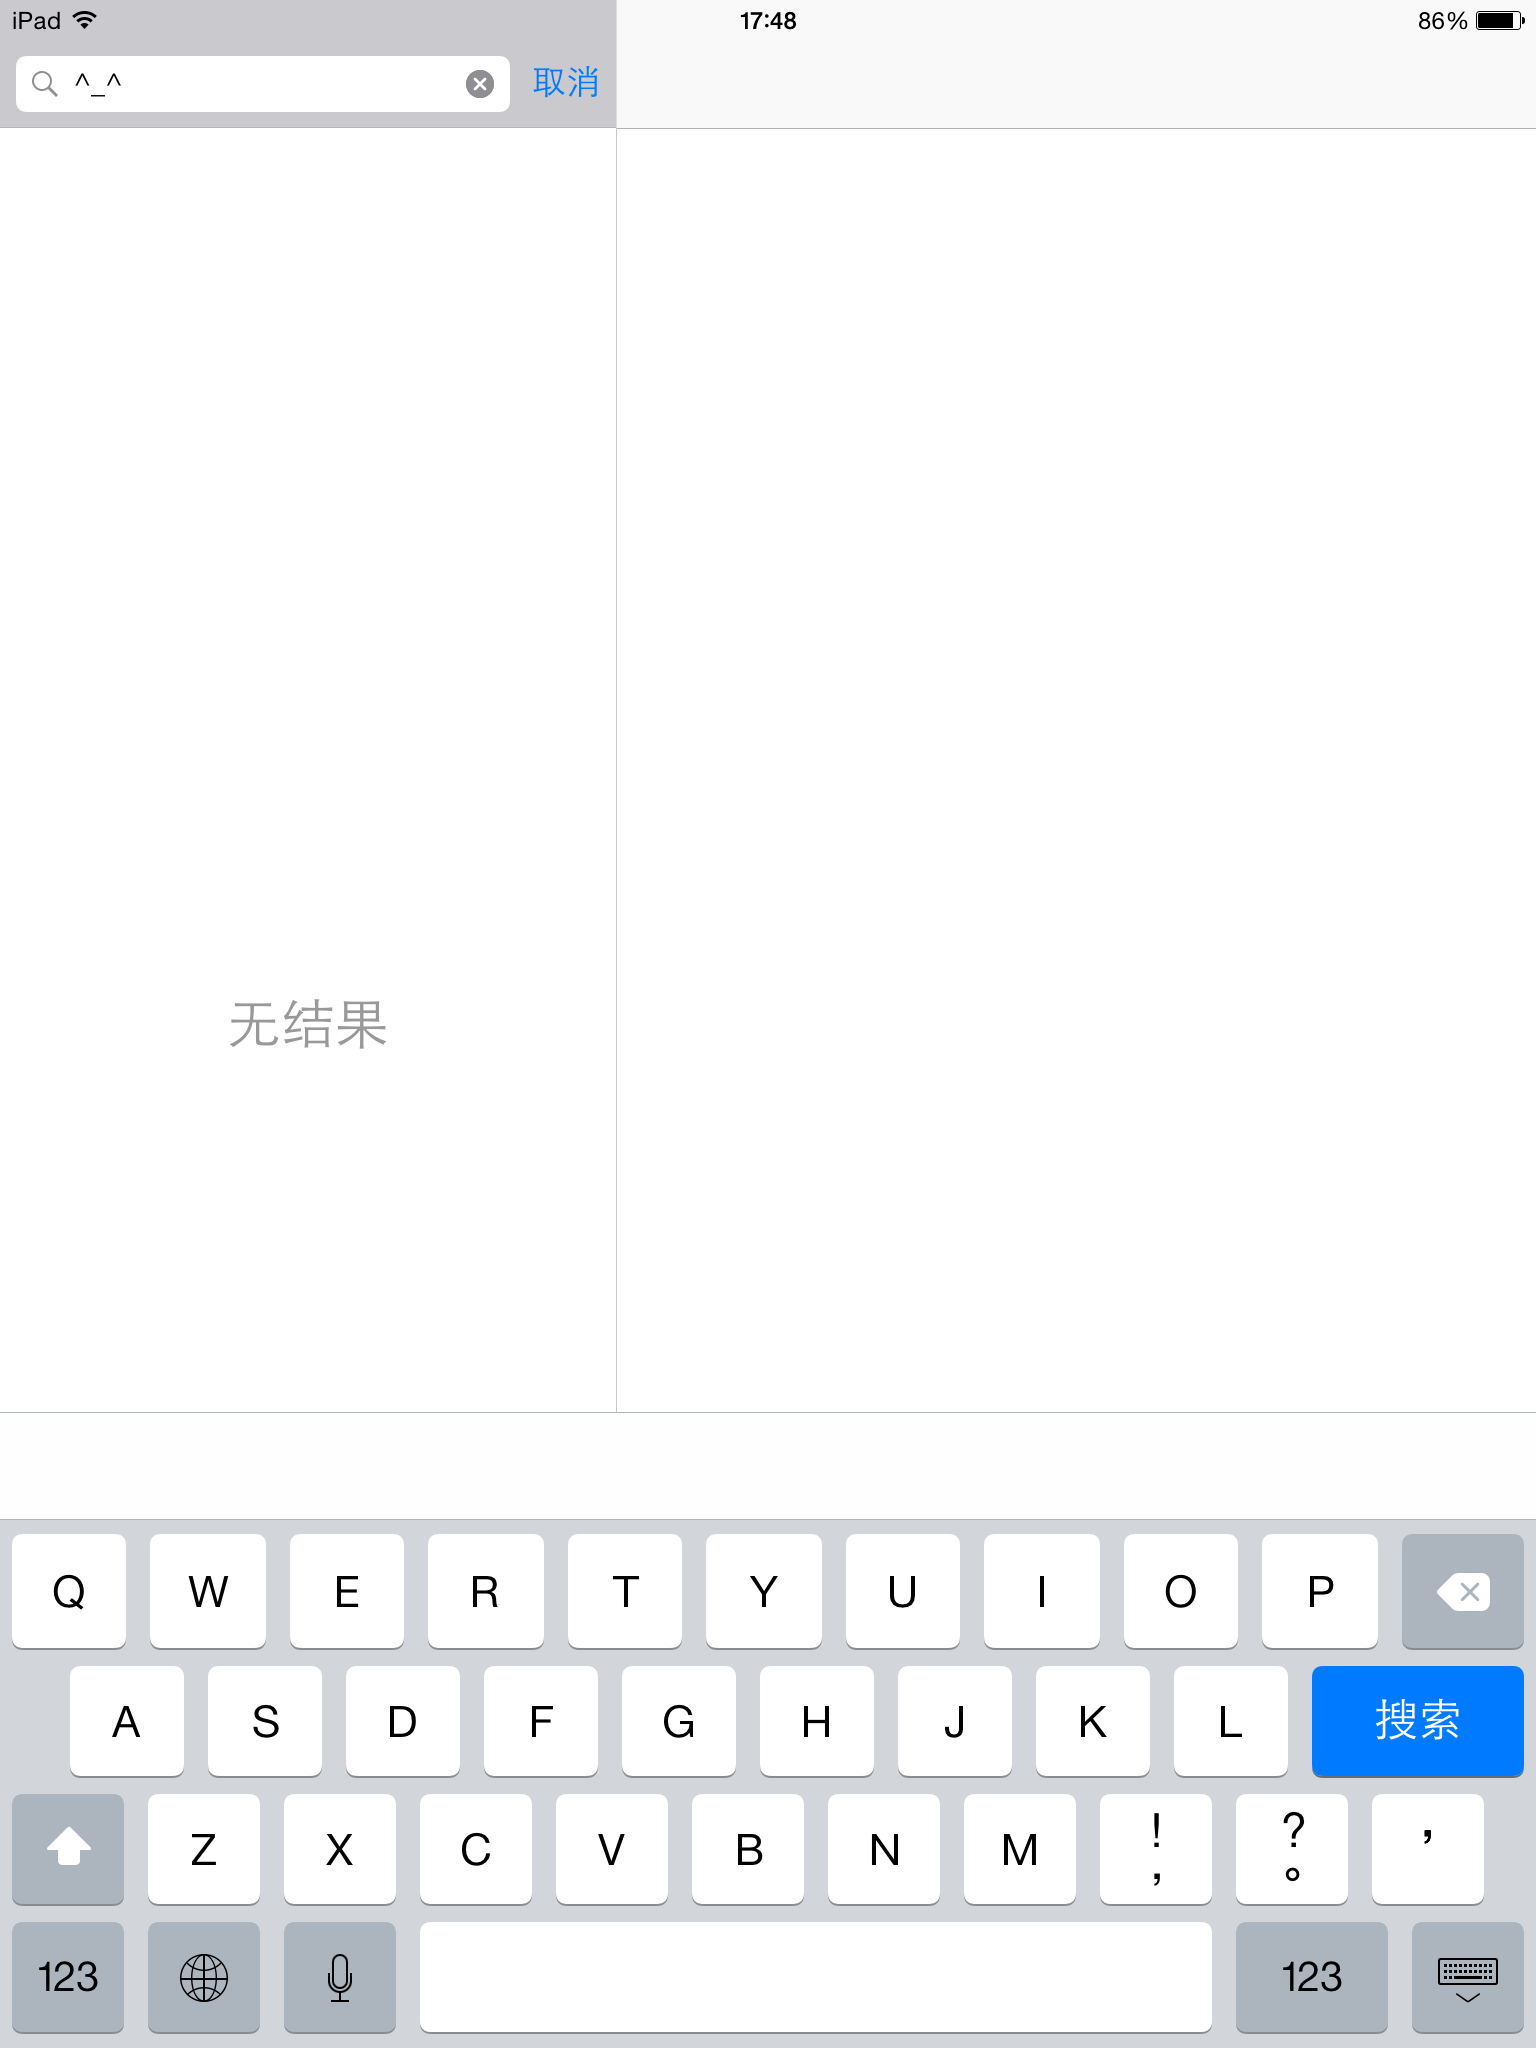 iPad 17:48 86%
^_^ 取消
无结果
Q W E R T Y U I O P
A S D F G H J K L 搜索
Z X C V B N M ! , ? 。 '
123 123